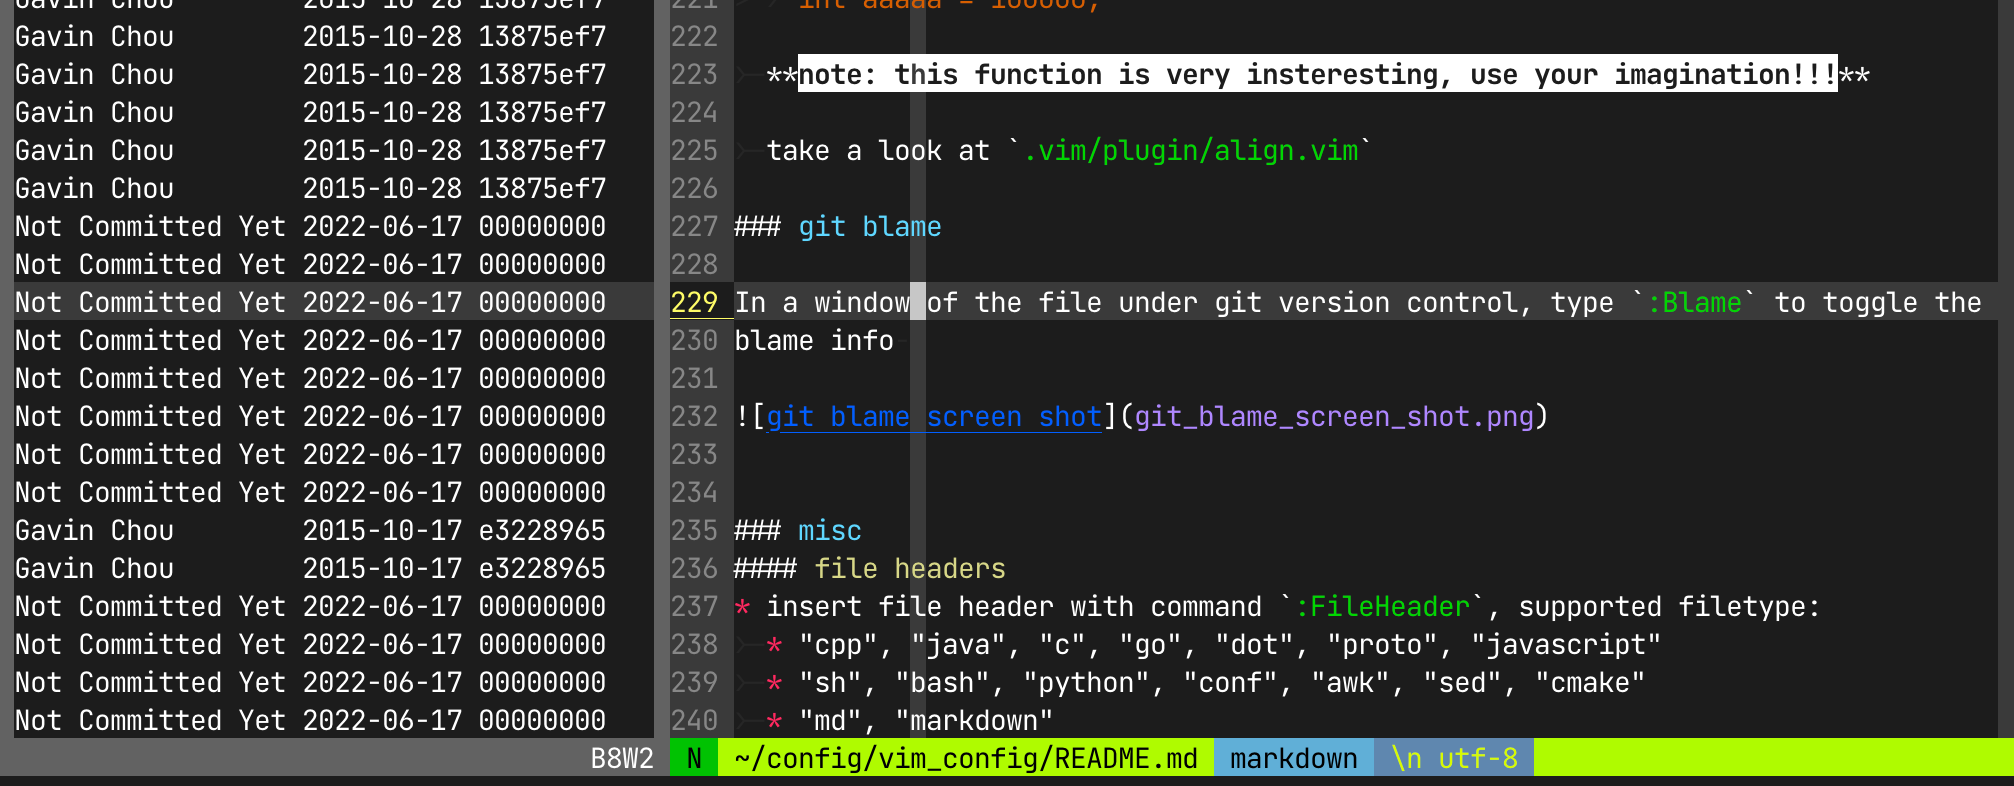 Gavin Chou 2015-10-28 13875ef7 221 int aaaaa = 100000;
Gavin Chou 2015-10-28 13875ef7 222
Gavin Chou 2015-10-28 13875ef7 223 **note: this function is very insteresting, use your imagination!!!**
Gavin Chou 2015-10-28 13875ef7 224
Gavin Chou 2015-10-28 13875ef7 225 take a look at `.vim/plugin/align.vim`
Gavin Chou 2015-10-28 13875ef7 226
Not Committed Yet 2022-06-17 00000000 227 ### git blame
Not Committed Yet 2022-06-17 00000000 228
Not Committed Yet 2022-06-17 00000000 229 In a window of the file under git version control, type `:Blame` to toggle the
Not Committed Yet 2022-06-17 00000000 230 blame info
Not Committed Yet 2022-06-17 00000000 231
Not Committed Yet 2022-06-17 00000000 232 ![git blame screen shot](git_blame_screen_shot.png)
Not Committed Yet 2022-06-17 00000000 233
Not Committed Yet 2022-06-17 00000000 234
Gavin Chou 2015-10-17 e3228965 235 ### misc
Gavin Chou 2015-10-17 e3228965 236 #### file headers
Not Committed Yet 2022-06-17 00000000 237 * insert file header with command `:FileHeader`, supported filetype:
Not Committed Yet 2022-06-17 00000000 238 * "cpp", "java", "c", "go", "dot", "proto", "javascript"
Not Committed Yet 2022-06-17 00000000 239 * "sh", "bash", "python", "conf", "awk", "sed", "cmake"
Not Committed Yet 2022-06-17 00000000 240 * "md", "markdown"
B8W2 N ~/config/vim_config/README.md markdown \n utf-8